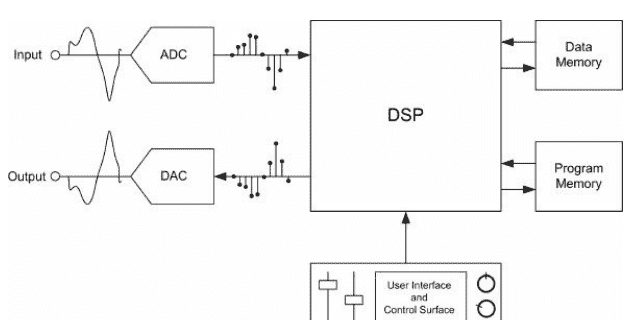 Input
ADC
DSP
Data
Memory
Output
DAC
Program
Memory
User Interface
and
Control Surface